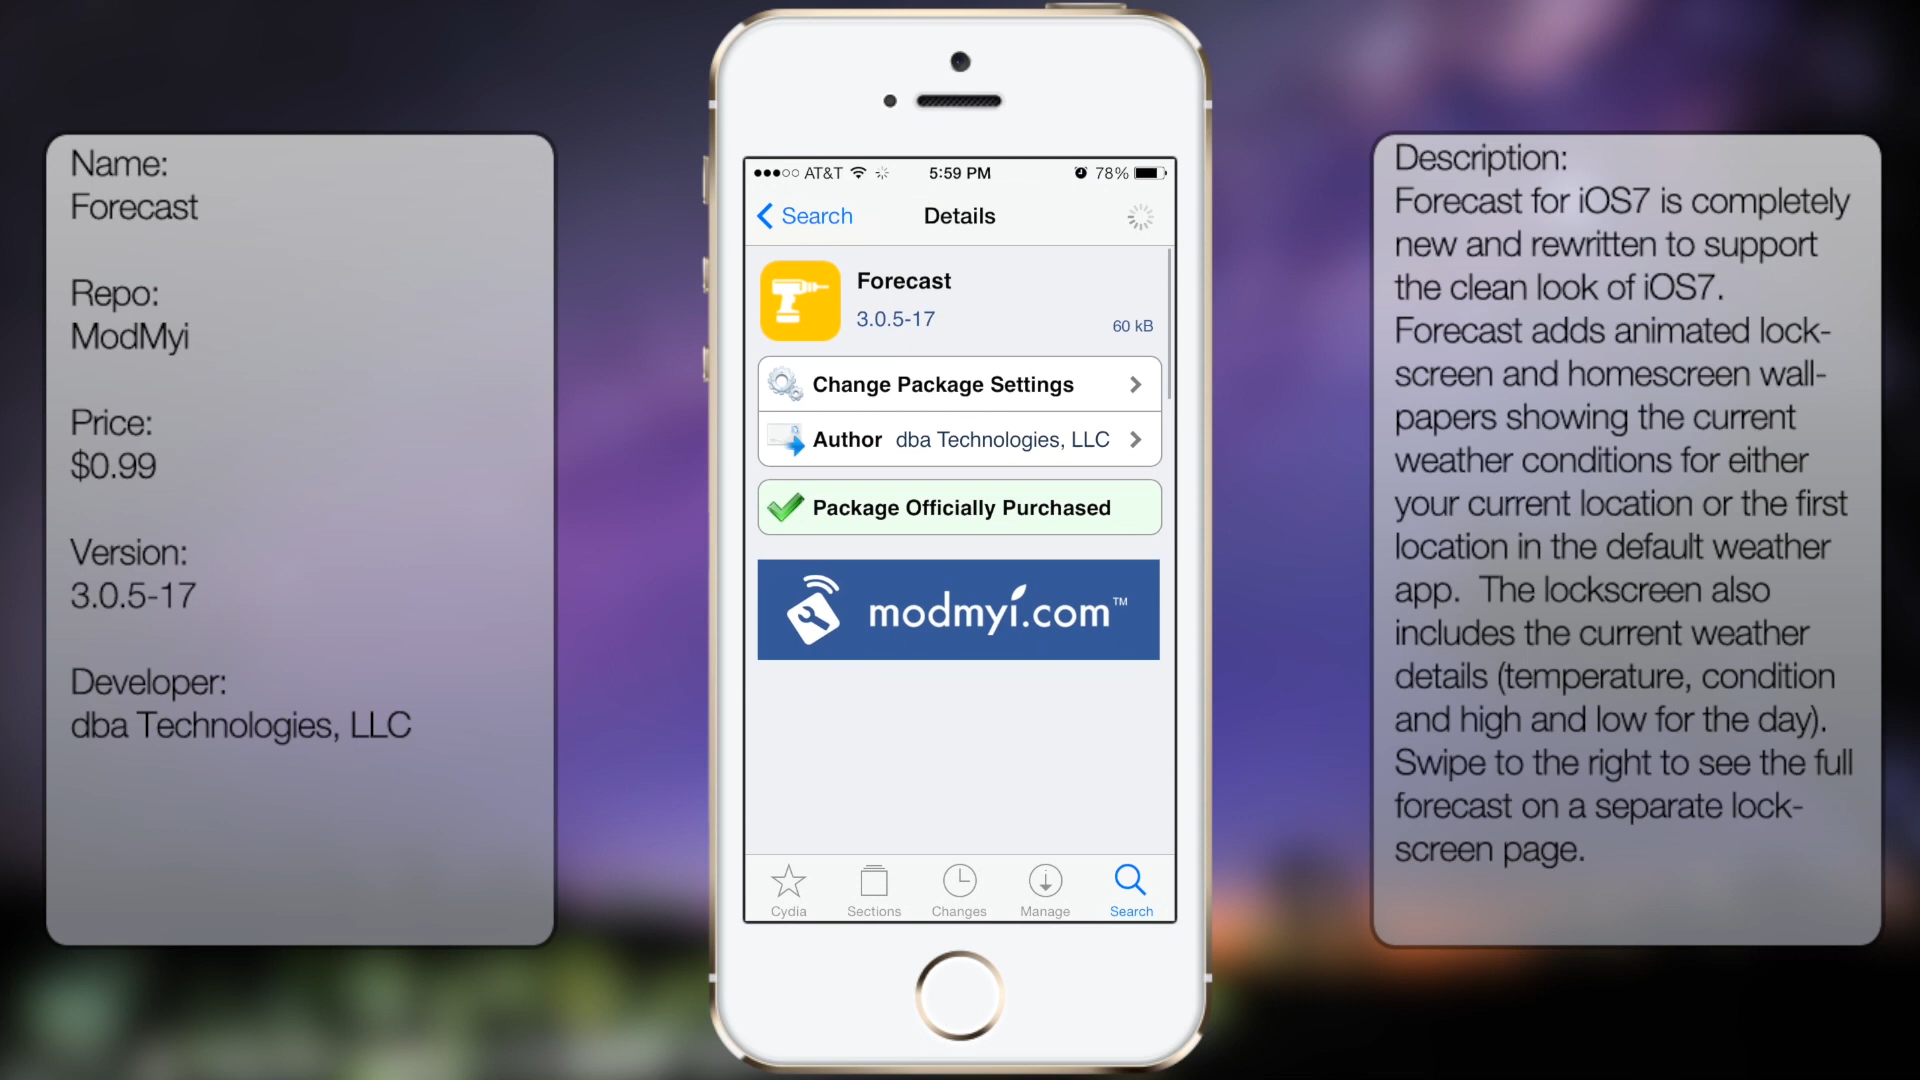 Name:
Forecast
Repo:
ModMyi
Price:
$0.99
Version:
3.0.5-17
Developer:
dba Technologies, LLC
AT&T 5:59 PM 78%
Search Details
Forecast
3.0.5-17
60 kB
Change Package Settings
Author dba Technologies, LLC
Package Officially Purchased
modmyi.com™
Cydia Sections Changes Manage Search
Description:
Forecast for iOS7 is completely
new and rewritten to support
the clean look of iOS7.
Forecast adds animated lock-
screen and homescreen wall-
papers showing the current
weather conditions for either
your current location or the first
location in the default weather
app.  The lockscreen also
includes the current weather
details (temperature, condition
and high and low for the day).
Swipe to the right to see the full
forecast on a separate lock-
screen page.